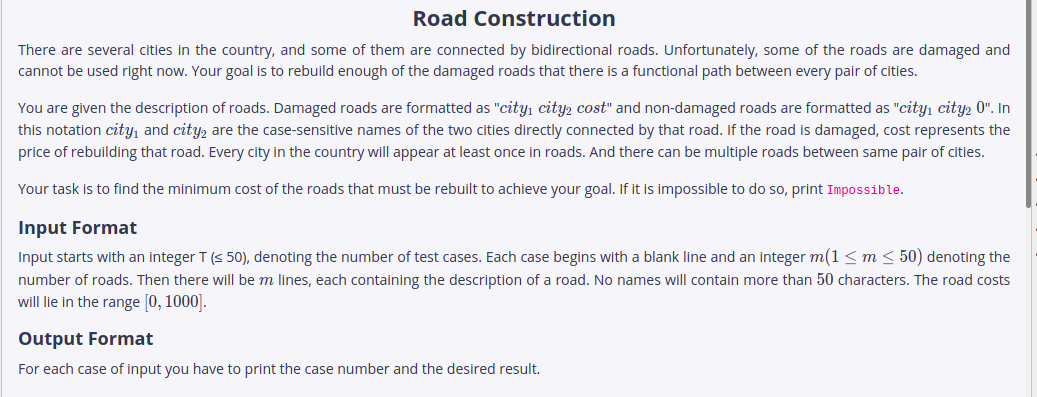 Road Construction
There are several cities in the country, and some of them are connected by bidirectional roads. Unfortunately, some of the roads are damaged and
cannot be used right now. Your goal is to rebuild enough of the damaged roads that there is a functional path between every pair of cities.
You are given the description of roads. Damaged roads are formatted as "city₁ city₂ cost" and non-damaged roads are formatted as "city₁ city₂ 0". In
this notation city₁ and city₂ are the case-sensitive names of the two cities directly connected by that road. If the road is damaged, cost represents the
price of rebuilding that road. Every city in the country will appear at least once in roads. And there can be multiple roads between same pair of cities.
Your task is to find the minimum cost of the roads that must be rebuilt to achieve your goal. If it is impossible to do so, print Impossible.
Input Format
Input starts with an integer T (≤ 50), denoting the number of test cases. Each case begins with a blank line and an integer m(1 ≤ m ≤ 50) denoting the
number of roads. Then there will be m lines, each containing the description of a road. No names will contain more than 50 characters. The road costs
will lie in the range [0, 1000].
Output Format
For each case of input you have to print the case number and the desired result.